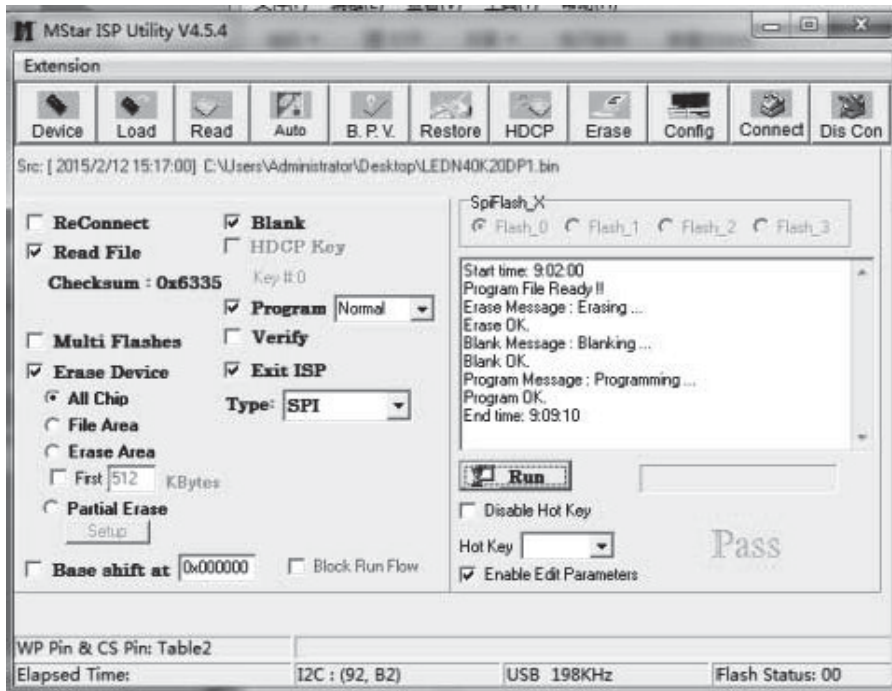 MStar ISP Utility V4.5.4
Extension
Device Load Read Auto B. P. V. Restore HDCP Erase Config Connect Dis Con
Src: [ 2015/2/12 15:17:00] C:\Users\Administrator\Desktop\LEDN40K20DP1.bin
ReConnect
Read File
Checksum : 0x6335
Multi Flashes
Erase Device
All Chip
File Area
Erase Area
First 512 KBytes
Partial Erase
Setup
Base shift at 0x000000
Blank
HDCP Key
Key #:0
Program Normal
Verify
Exit ISP
Type: SPI
Block Run Flow
SpiFlash_X
Flash_0 Flash_1 Flash_2 Flash_3
Start time: 9:02:00
Program File Ready !!
Erase Message : Erasing ...
Erase OK.
Blank Message : Blanking ...
Blank OK.
Program Message : Programming ...
Program OK.
End time: 9:09:10
Run
Disable Hot Key
Hot Key
Pass
Enable Edit Parameters
WP Pin & CS Pin: Table2
Elapsed Time: I2C : (92, B2) USB 198KHz Flash Status: 00